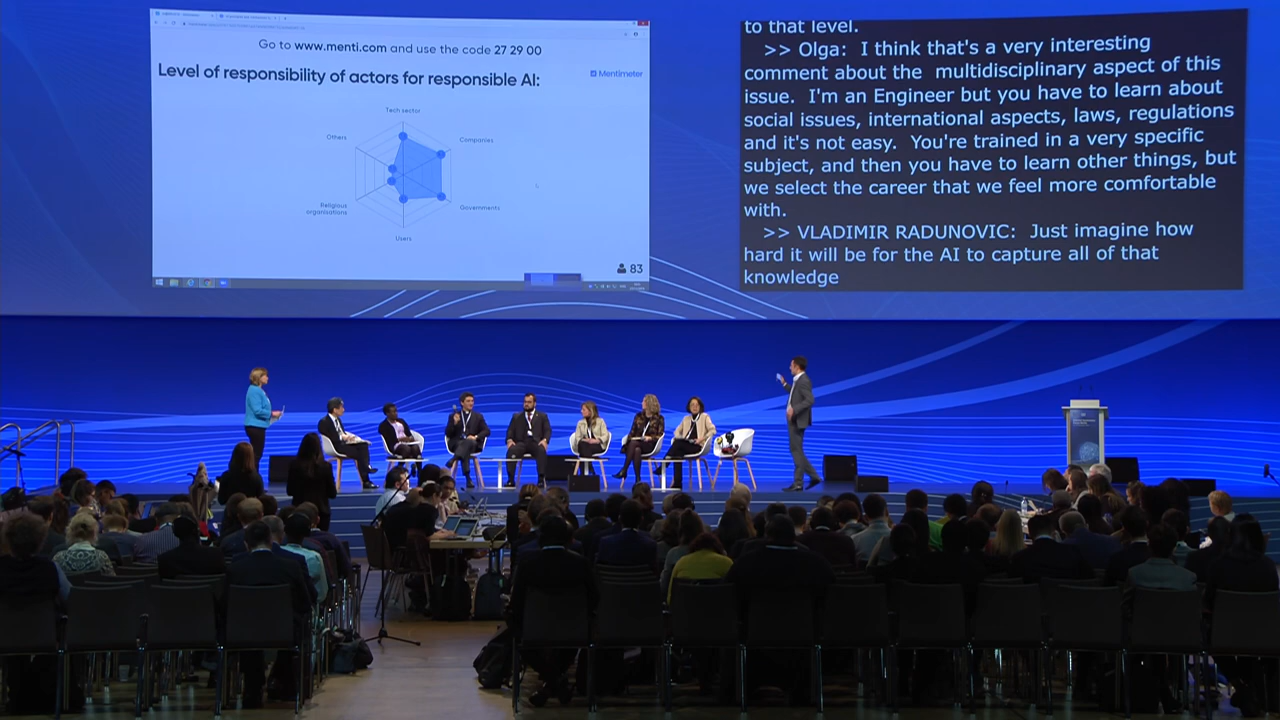 Go to www.menti.com and use the code 27 29 00
Level of responsibility of actors for responsible AI:
Mentimeter
Tech sector
Others
Companies
Religious
organisations
Governments
Users
83
to that level.
>> Olga: I think that's a very interesting
comment about the multidisciplinary aspect of this
issue. I'm an Engineer but you have to learn about
social issues, international aspects, laws, regulations
and it's not easy. You're trained in a very specific
subject, and then you have to learn other things, but
we select the career that we feel more comfortable
with.
>> VLADIMIR RADUNOVIC: Just imagine how
hard it will be for the AI to capture all of that
knowledge